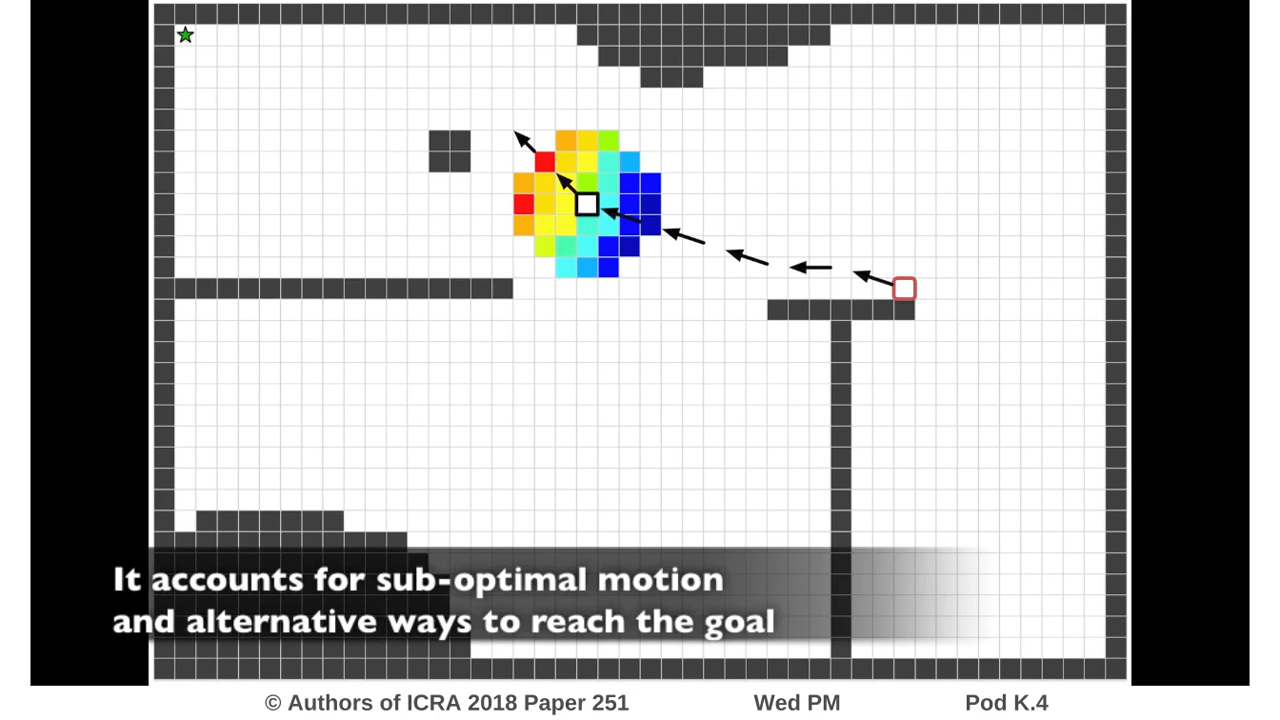 It accounts for sub-optimal motion
and alternative ways to reach the goal
© Authors of ICRA 2018 Paper 251 Wed PM Pod K.4